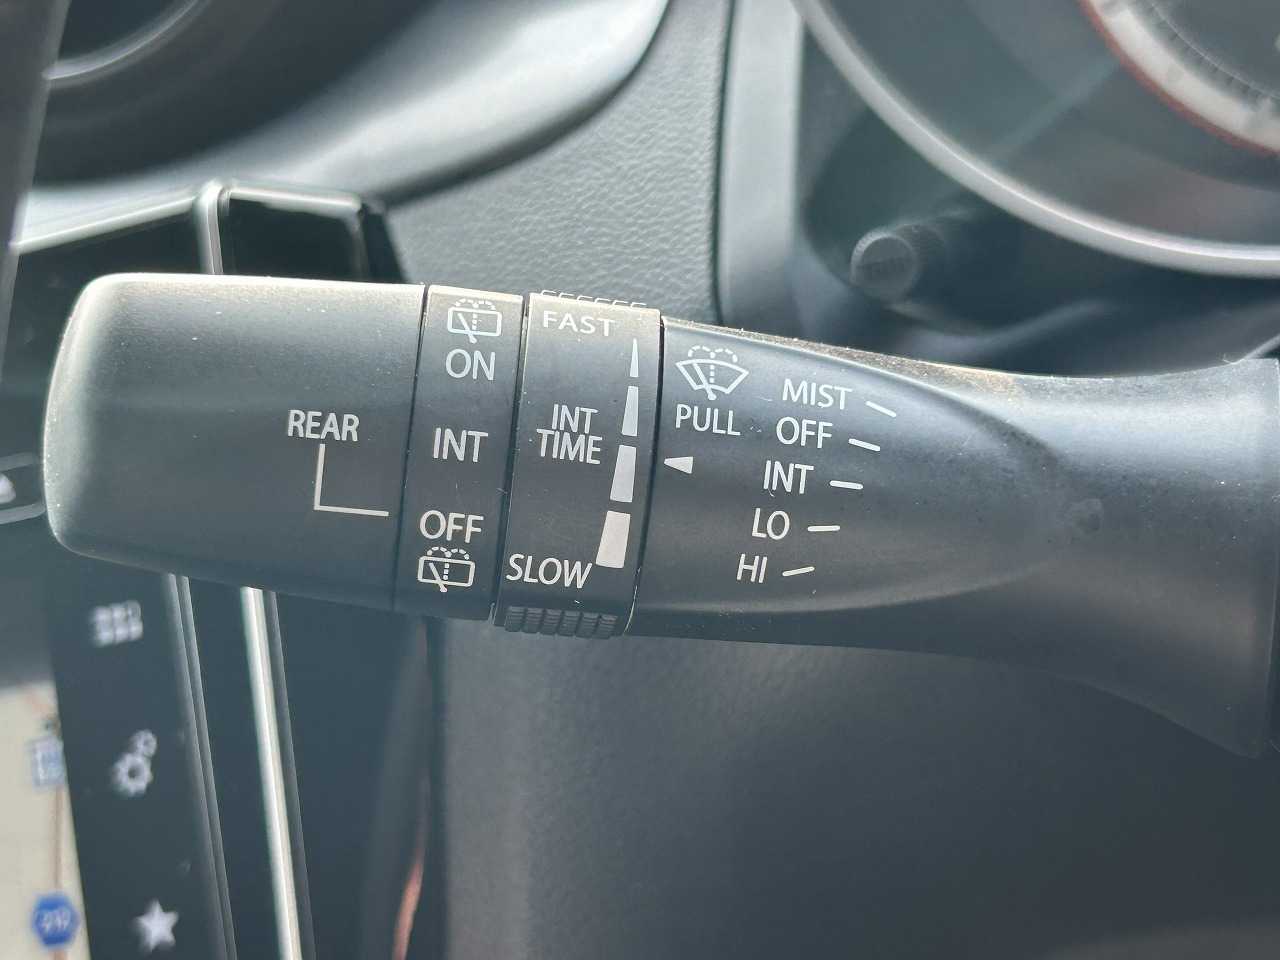 REAR
ON
INT
OFF
FAST
INT
TIME
SLOW
PULL
MIST
OFF
INT
LO
HI